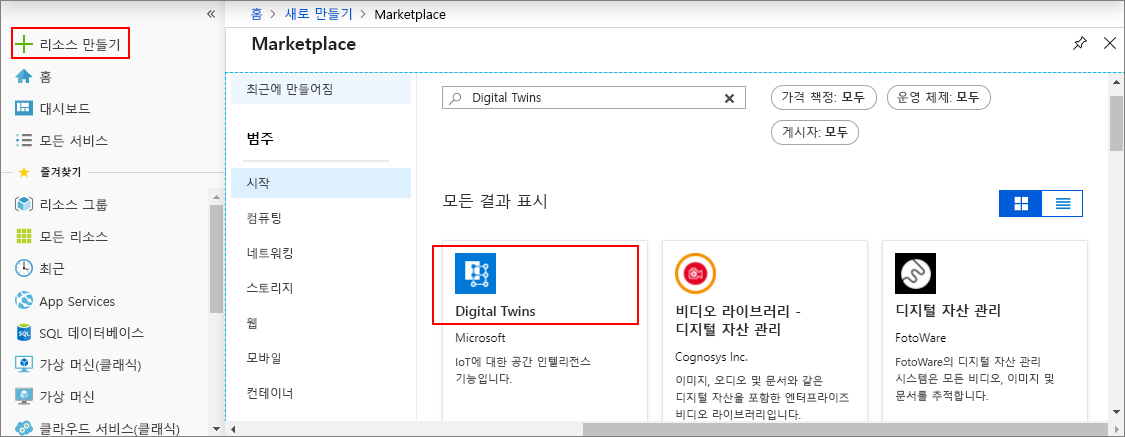 «
리소스 만들기
홈
대시보드
모든 서비스
즐겨찾기
리소스 그룹
모든 리소스
최근
App Services
SQL 데이터베이스
가상 머신(클래식)
가상 머신
클라우드 서비스(클래식)
홈 > 새로 만들기 > Marketplace
Marketplace
최근에 만들어짐
범주
시작
컴퓨팅
네트워킹
스토리지
웹
모바일
컨테이너
Digital Twins
가격 책정: 모두
운영 체제: 모두
게시자: 모두
모든 결과 표시
Digital Twins
Microsoft
IoT에 대한 공간 인텔리전스
기능입니다.
비디오 라이브러리 -
디지털 자산 관리
Cognosys Inc.
이미지, 오디오 및 문서와 같은
디지털 자산을 포함한 엔터프라이즈
비디오 라이브러리입니다.
디지털 자산 관리
FotoWare
FotoWare의 디지털 자산 관리
시스템은 모든 비디오, 이미지 및
문서를 추적합니다.